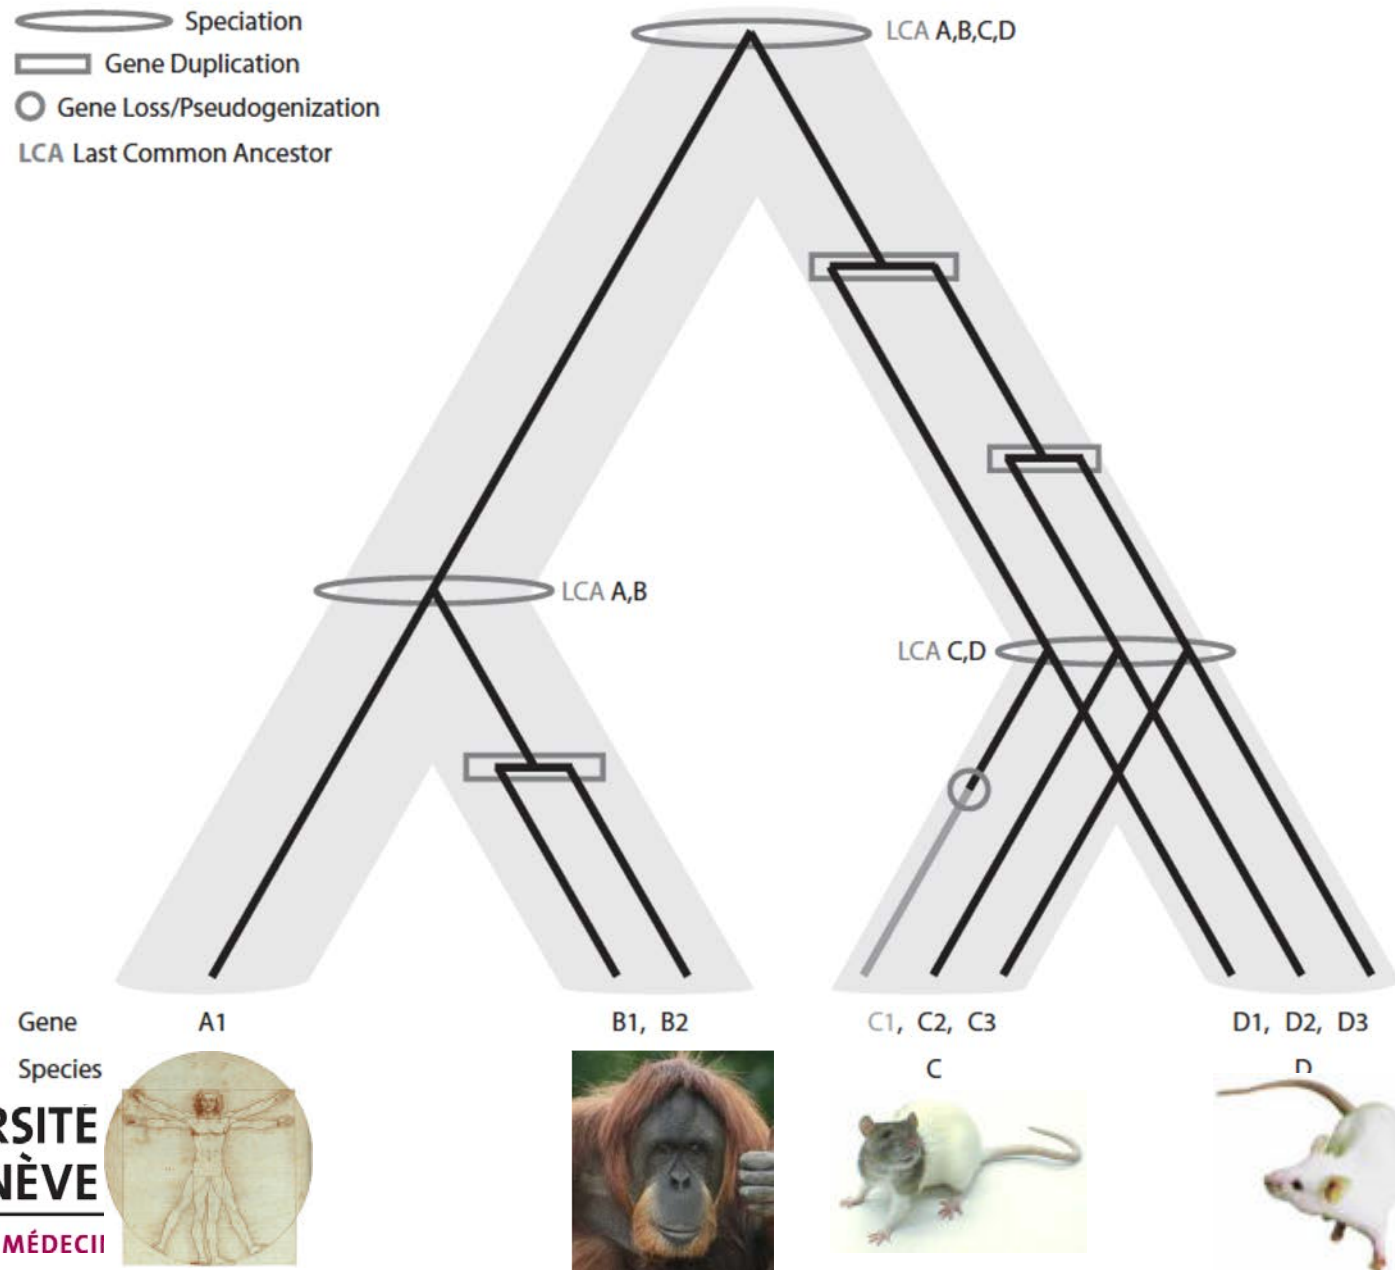 Speciation
Gene Duplication
Gene Loss/Pseudogenization
LCA Last Common Ancestor
LCA A,B,C,D
LCA A,B
LCA C,D
Gene A1 B1, B2 C1, C2, C3 D1, D2, D3
Species C D
RSITÉ
NÈVE
MÉDECI